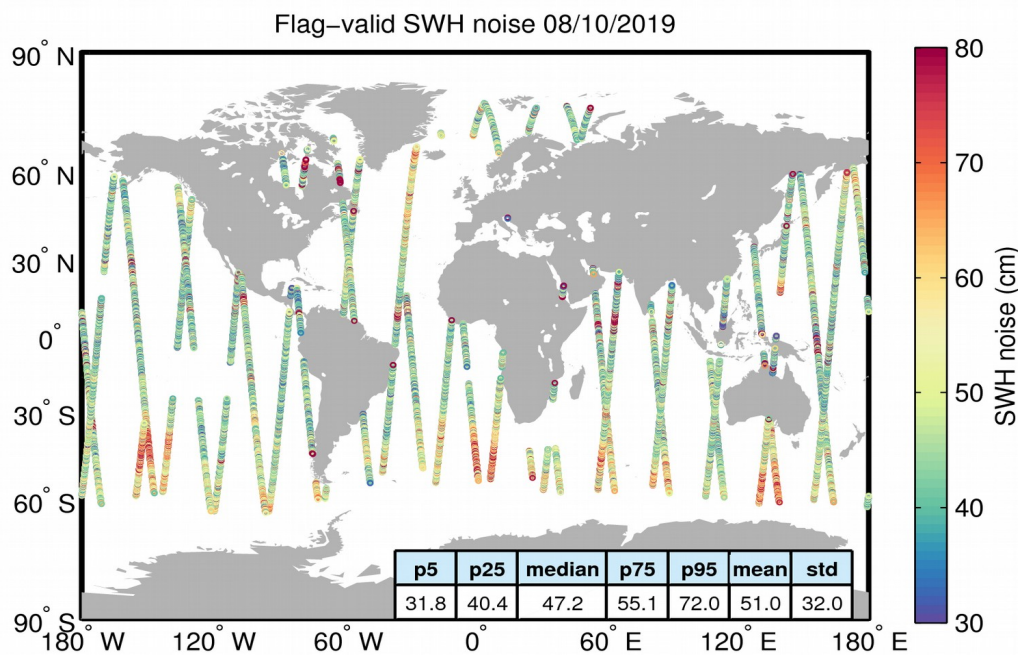 Flag−valid SWH noise 08/10/2019
90° N
60° N
30° N
0°
30° S
60° S
90° S
180° W
120° W
60° W
0°
60° E
120° E
180° E
80
70
60
50
40
30
SWH noise (cm)
p5 p25 median p75 p95 mean std
31.8 40.4 47.2 55.1 72.0 51.0 32.0